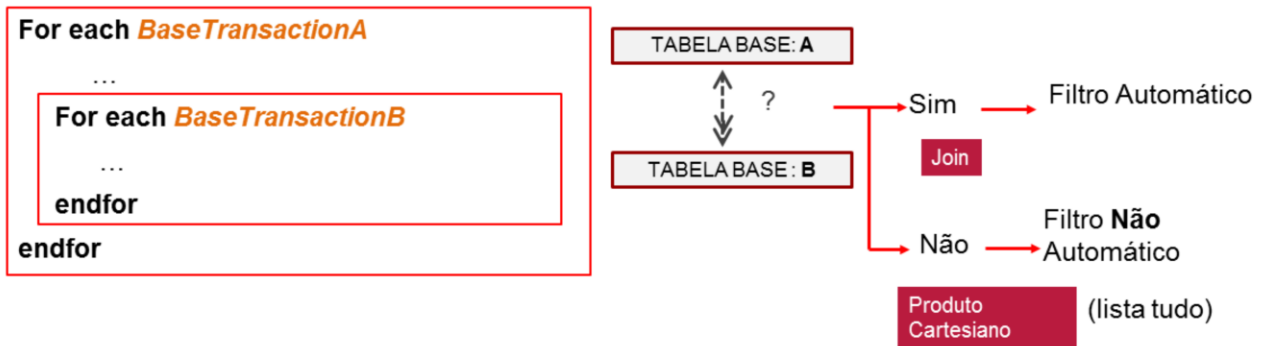 For each BaseTransactionA
...
For each BaseTransactionB
...
endfor
endfor
TABELA BASE: A
?
TABELA BASE : B
Sim
Filtro Automático
Join
Não
Filtro Não
Automático
Produto
Cartesiano
(lista tudo)